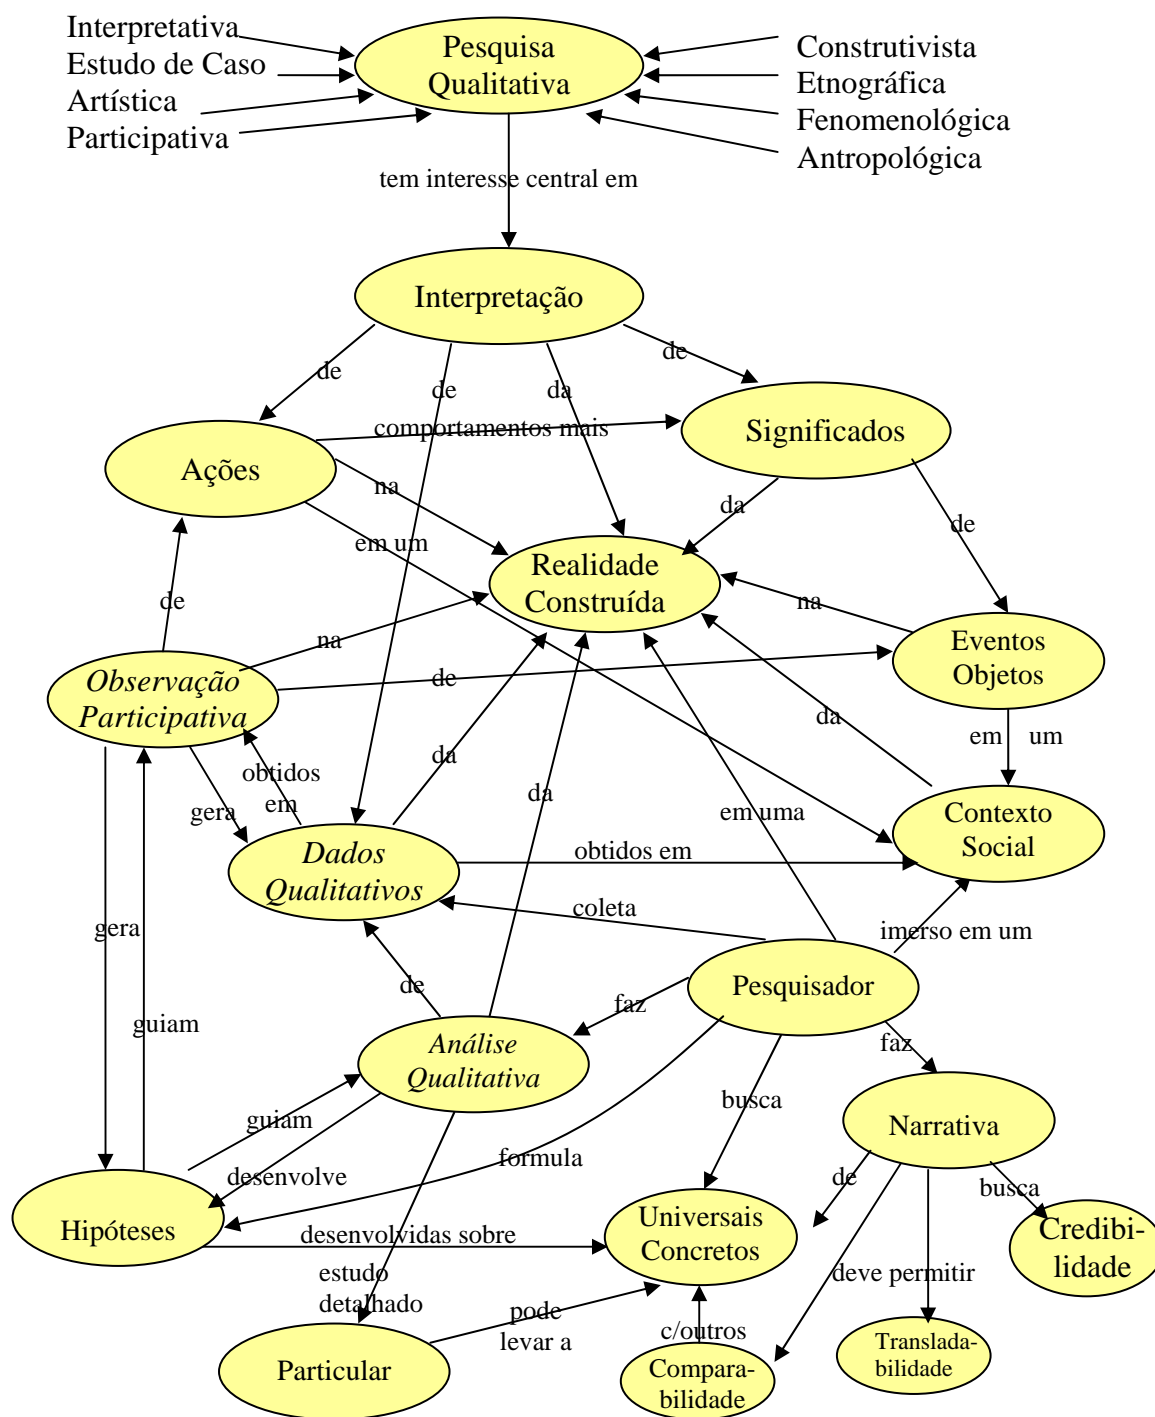 Interpretativa
Estudo de Caso
Artística
Participativa
Pesquisa
Qualitativa
Construtivista
Etnográfica
Fenomenológica
Antropológica
tem interesse central em
Interpretação
de
de
da
de
comportamentos mais
Significados
Ações
na
da
de
em um
Realidade
Construída
de
na
na
Eventos
Objetos
Observação
Participativa
de
da
em um
obtidos
em
gera
da
da
em uma
Contexto
Social
Dados
Qualitativos
obtidos em
coleta
imerso em um
gera
de
Pesquisador
guiam
faz
faz
Análise
Qualitativa
busca
Narrativa
guiam
desenvolve
formula
de
busca
Hipóteses
desenvolvidas sobre
Universais
Concretos
Credibi-
lidade
estudo
detalhado
deve permitir
pode
levar a
c/outros
Particular
Compara-
bilidade
Translada-
bilidade